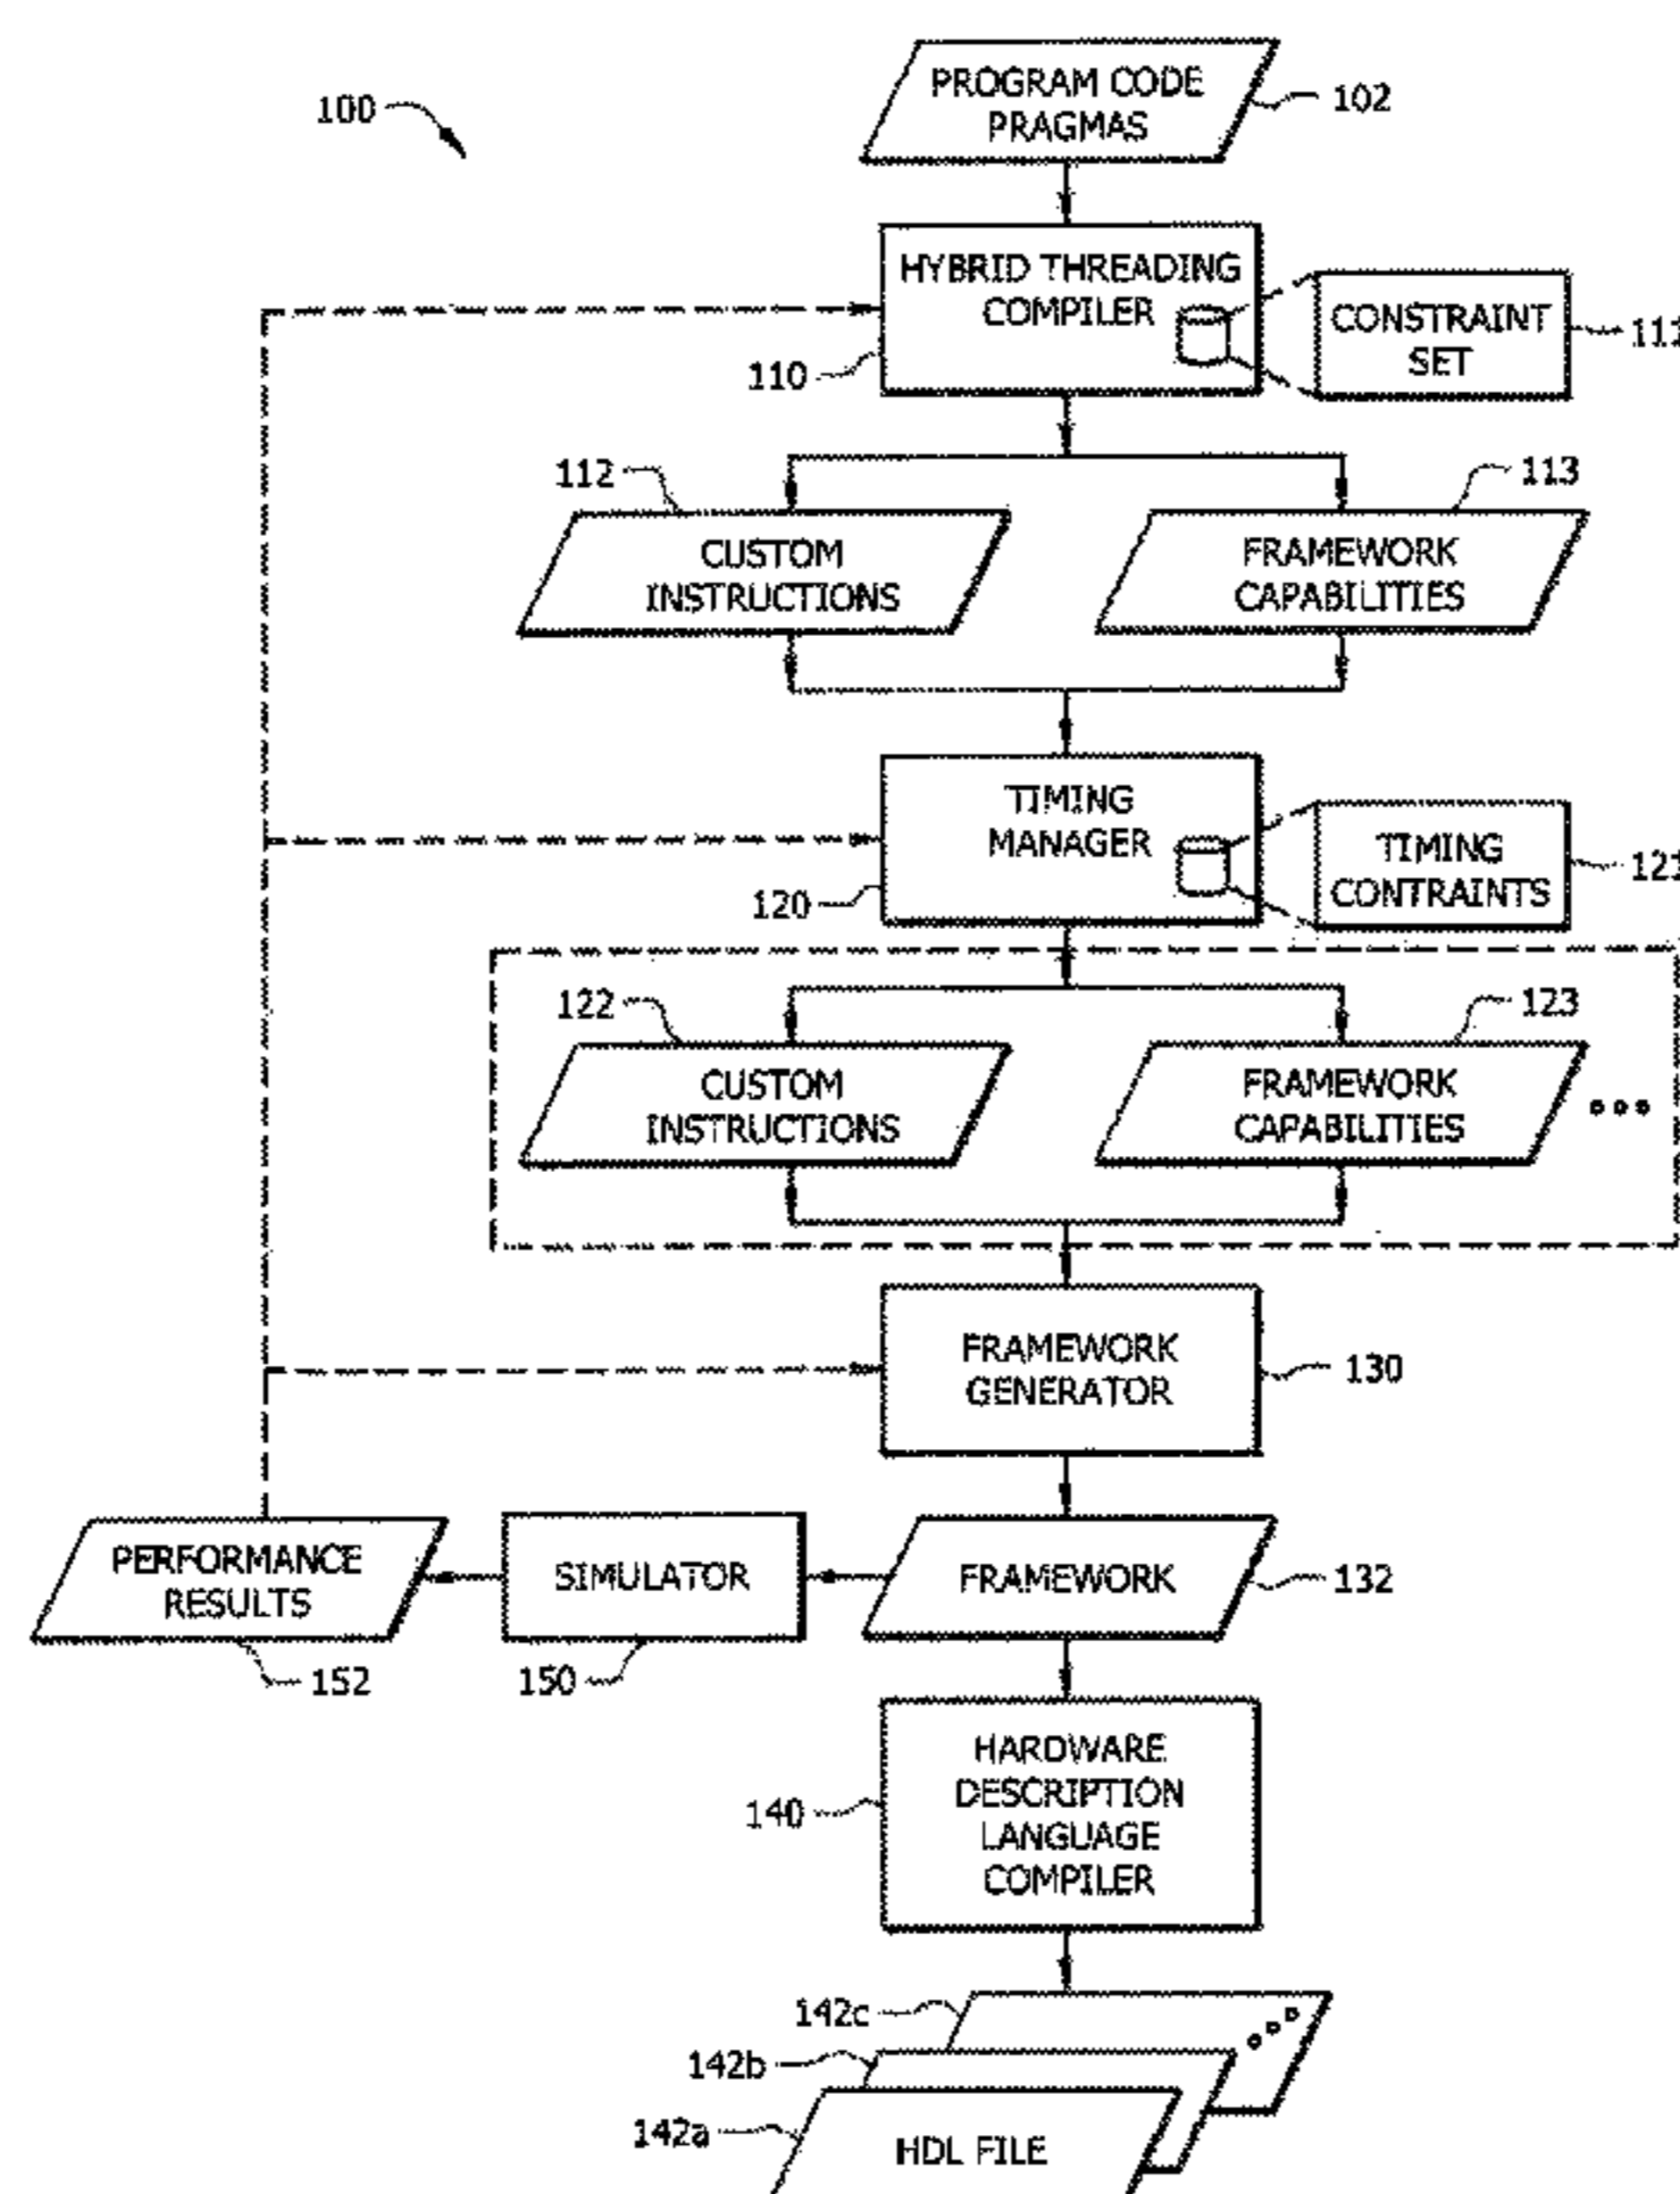 100
PROGRAM CODE
PRAGMAS
102
HYBRID THREADING
COMPILER
110
CONSTRAINT
SET
111
112
113
CUSTOM
INSTRUCTIONS
FRAMEWORK
CAPABILITIES
TIMING
MANAGER
120
TIMING
CONTRAINTS
121
122
123
CUSTOM
INSTRUCTIONS
FRAMEWORK
CAPABILITIES
FRAMEWORK
GENERATOR
130
PERFORMANCE
RESULTS
152
SIMULATOR
150
FRAMEWORK
132
HARDWARE
DESCRIPTION
LANGUAGE
COMPILER
140
142c
142b
142a
HDL FILE